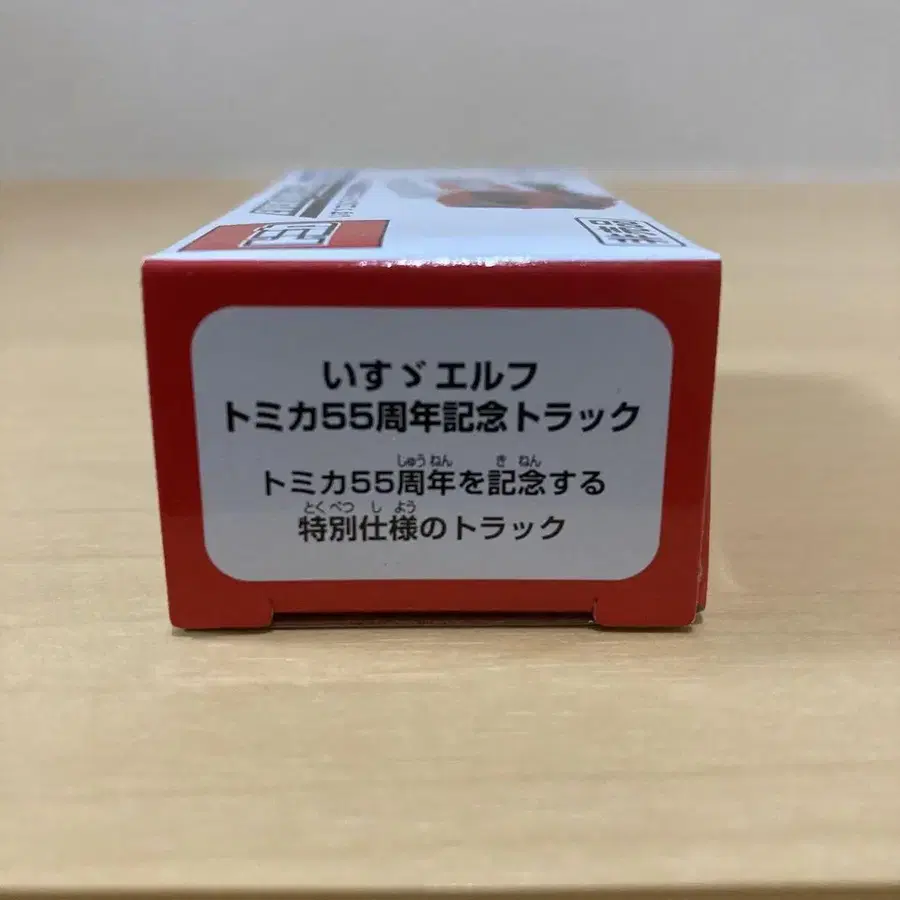 いすゞエルフ
トミカ55周年記念トラック
しゅうねん きねん
トミカ55周年を記念する
とくべつしよう
特別仕様のトラック